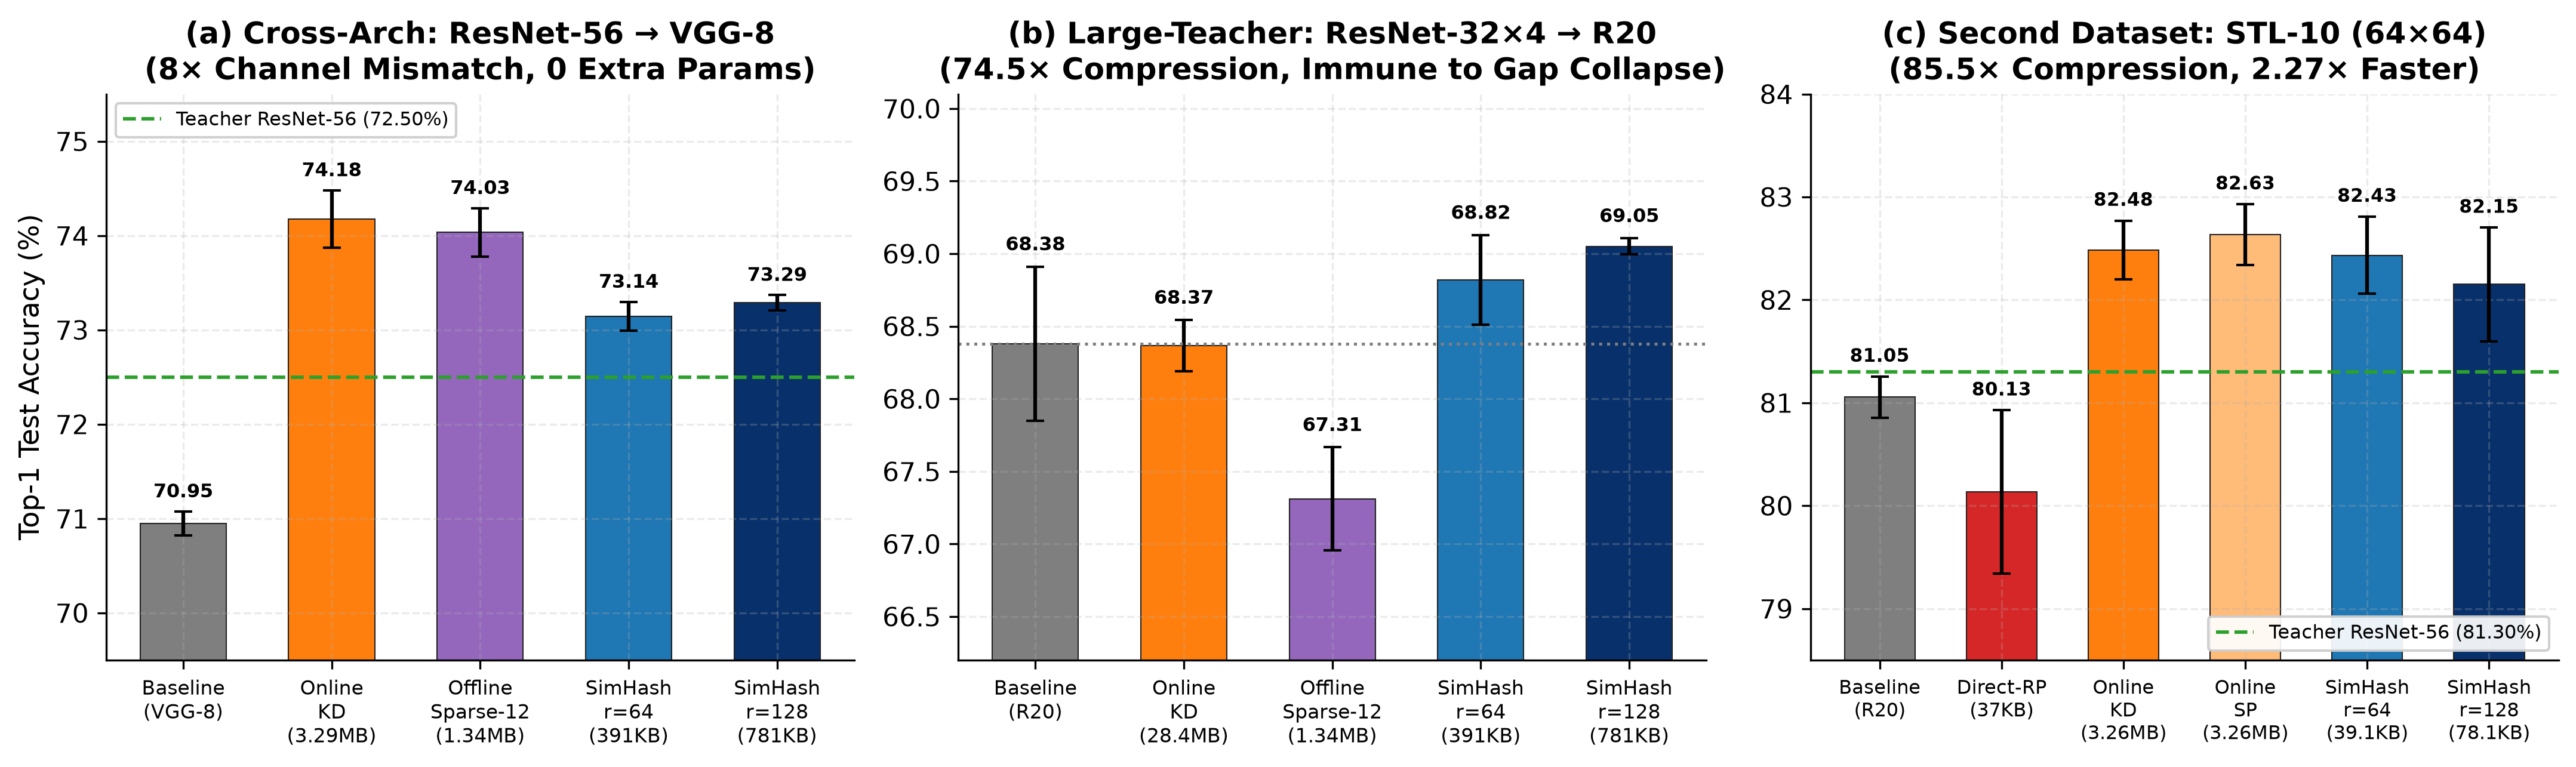 (a) Cross-Arch: ResNet-56 → VGG-8
(8× Channel Mismatch, 0 Extra Params)
Top-1 Test Accuracy (%)
75
74
73
72
71
70
Teacher ResNet-56 (72.50%)
70.95
74.18
74.03
73.14
73.29
Baseline
(VGG-8)
Online
KD
(3.29MB)
Offline
Sparse-12
(1.34MB)
SimHash
r=64
(391KB)
SimHash
r=128
(781KB)
(b) Large-Teacher: ResNet-32×4 → R20
(74.5× Compression, Immune to Gap Collapse)
70.0
69.5
69.0
68.5
68.0
67.5
67.0
66.5
68.38
68.37
67.31
68.82
69.05
Baseline
(R20)
Online
KD
(28.4MB)
Offline
Sparse-12
(1.34MB)
SimHash
r=64
(391KB)
SimHash
r=128
(781KB)
(c) Second Dataset: STL-10 (64×64)
(85.5× Compression, 2.27× Faster)
84
83
82
81
80
79
81.05
80.13
82.48
82.63
82.43
82.15
Teacher ResNet-56 (81.30%)
Baseline
(R20)
Direct-RP
(37KB)
Online
KD
(3.26MB)
Online
SP
(3.26MB)
SimHash
r=64
(39.1KB)
SimHash
r=128
(78.1KB)